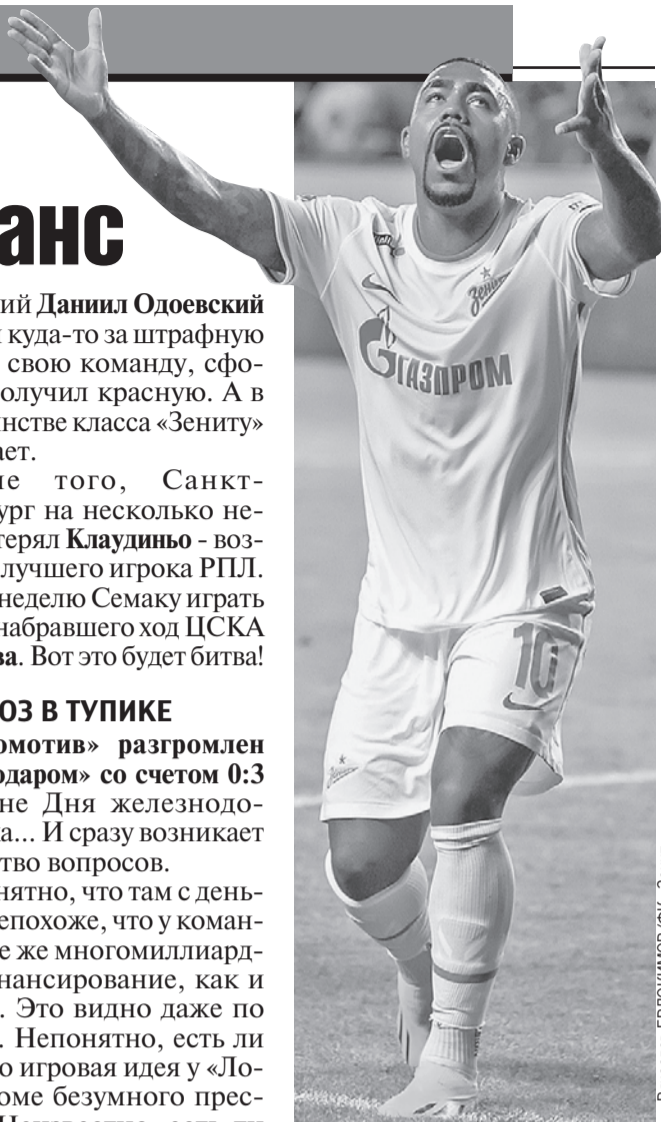 анс
ий Даниил Одоевский
куда-то за штрафную
свою команду, сфо-
олучил красную. А в
нстве класса «Зениту»
ает.
ле того, Санкт-
ург на несколько не-
терял Клаудиньо - воз-
лучшего игрока РПЛ.
неделю Семаку играть
набравшего ход ЦСКА
ва. Вот это будет битва!
ОЗ В ТУПИКЕ
омотив» разгромлен
одаром» со счетом 0:3
не Дня железнодо-
ка... И сразу возникает
тво вопросов.
нятно, что там с день-
епохоже, что у коман-
е же многомиллиард-
нансирование, как и
. Это видно даже по
. Непонятно, есть ли
о игровая идея у «Ло-
оме безумного прес-
Зенит
ГАЗПРОМ
10
Зенит